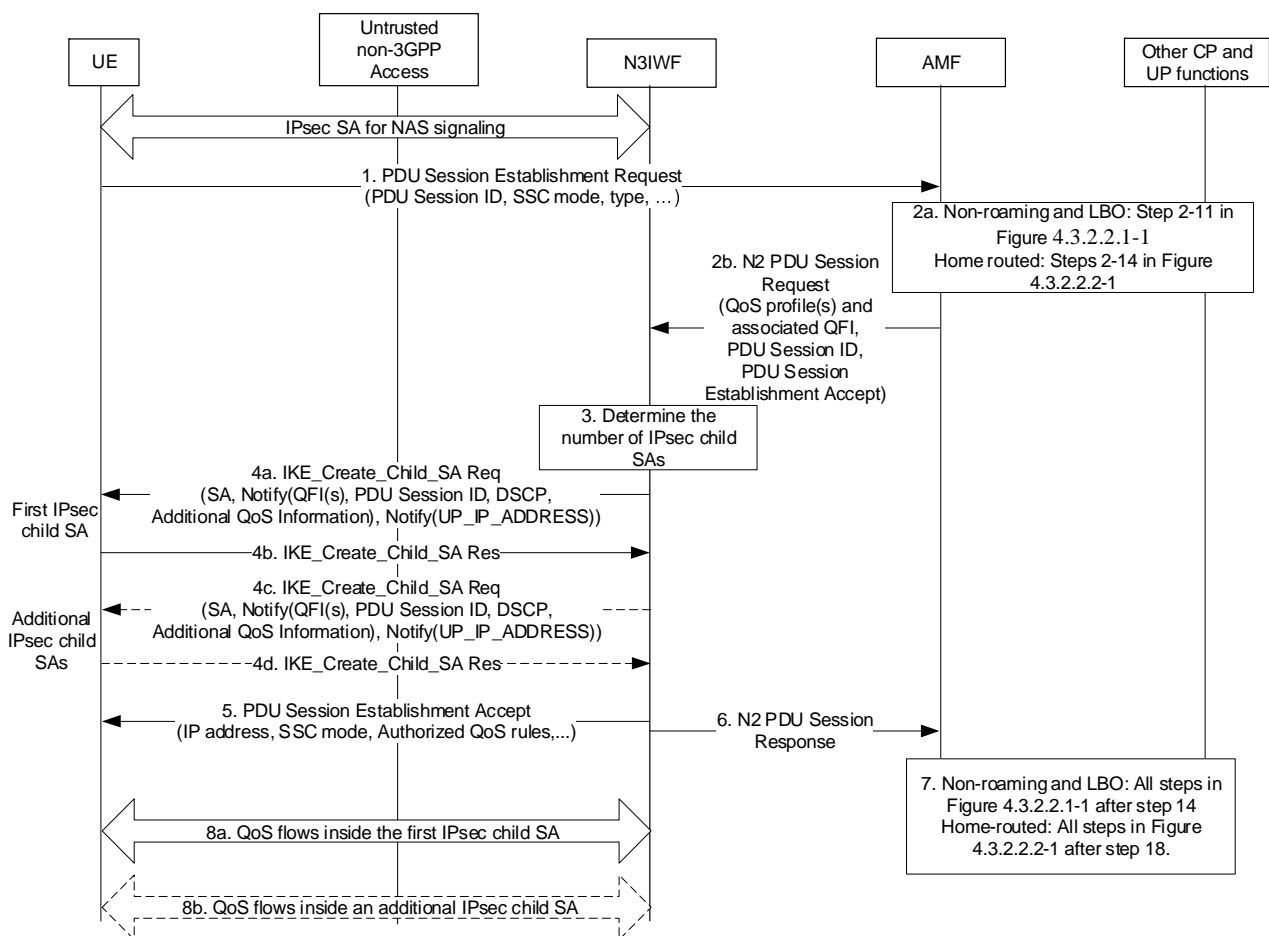 UE
Untrusted
non-3GPP
Access
N3IWF
AMF
Other CP and
UP functions
IPsec SA for NAS signaling
1. PDU Session Establishment Request
(PDU Session ID, SSC mode, type, …)
2a. Non-roaming and LBO: Step 2-11 in
Figure 4.3.2.2.1-1
Home routed: Steps 2-14 in Figure
4.3.2.2.2-1
2b. N2 PDU Session
Request
(QoS profile(s) and
associated QFI,
PDU Session ID,
PDU Session
Establishment Accept)
3. Determine the
number of IPsec child
SAs
First IPsec
child SA
4a. IKE_Create_Child_SA Req
(SA, Notify(QFI(s), PDU Session ID, DSCP,
Additional QoS Information), Notify(UP_IP_ADDRESS))
4b. IKE_Create_Child_SA Res
Additional
IPsec child
SAs
4c. IKE_Create_Child_SA Req
(SA, Notify(QFI(s), PDU Session ID, DSCP,
Additional QoS Information), Notify(UP_IP_ADDRESS))
4d. IKE_Create_Child_SA Res
5. PDU Session Establishment Accept
(IP address, SSC mode, Authorized QoS rules,...)
6. N2 PDU Session
Response
7. Non-roaming and LBO: All steps in
Figure 4.3.2.2.1-1 after step 14
Home-routed: All steps in Figure
4.3.2.2.2-1 after step 18.
8a. QoS flows inside the first IPsec child SA
8b. QoS flows inside an additional IPsec child SA